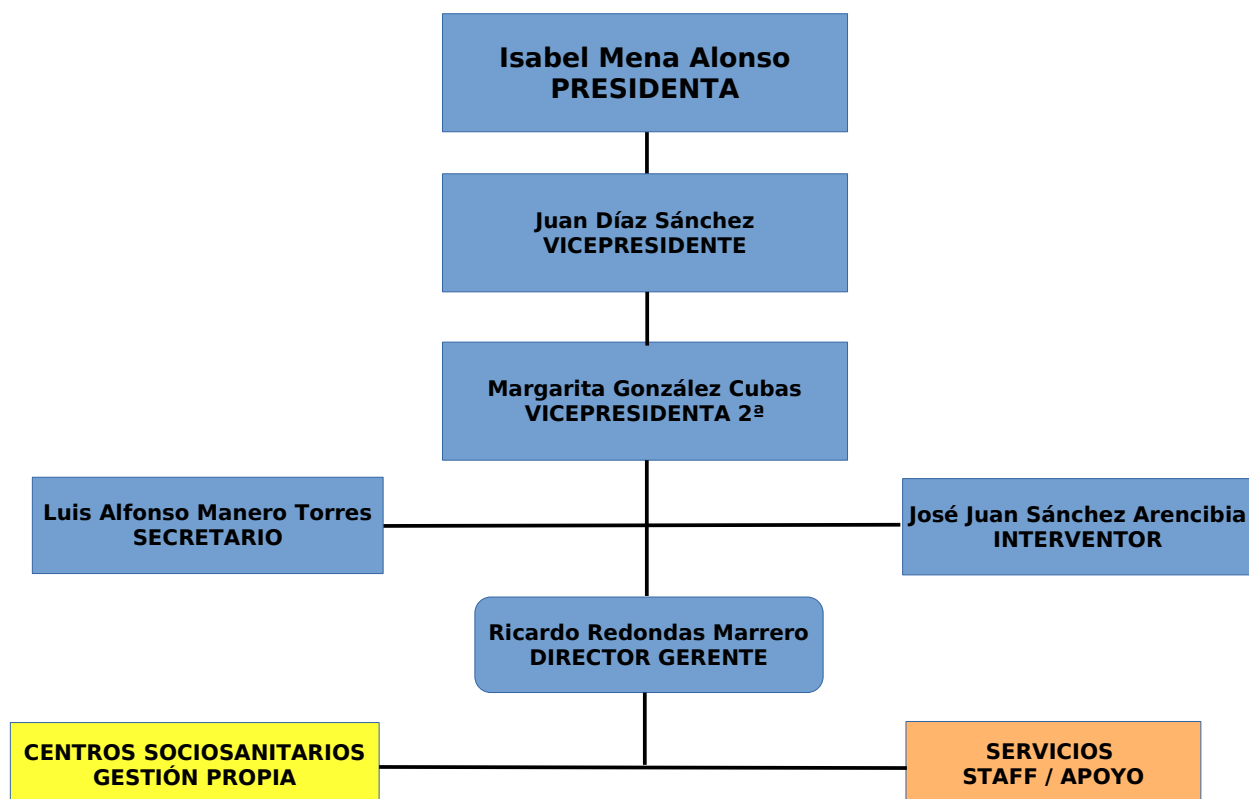 Isabel Mena Alonso
PRESIDENTA
Juan Díaz Sánchez
VICEPRESIDENTE
Margarita González Cubas
VICEPRESIDENTA 2ª
Luis Alfonso Manero Torres
SECRETARIO
José Juan Sánchez Arencibia
INTERVENTOR
Ricardo Redondas Marrero
DIRECTOR GERENTE
CENTROS SOCIOSANITARIOS
GESTIÓN PROPIA
SERVICIOS
STAFF / APOYO